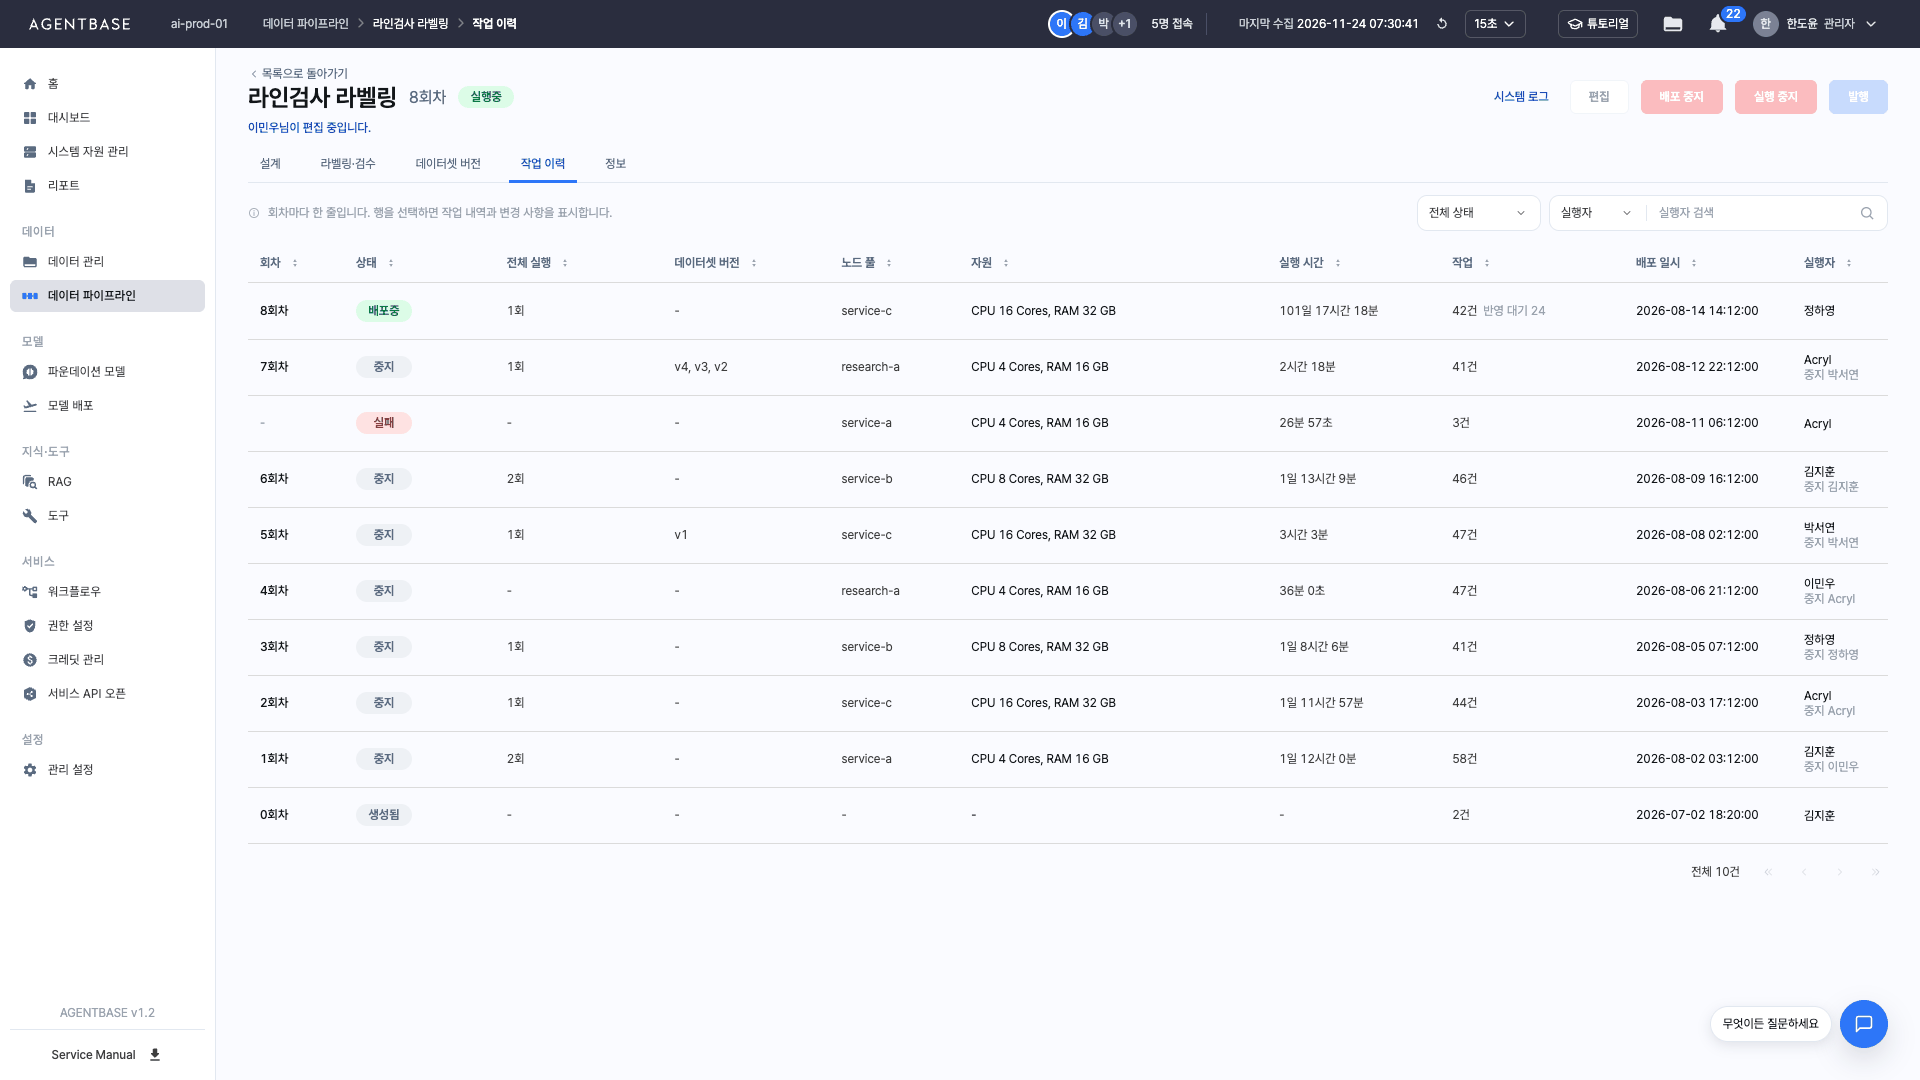 AGENTBASE
ai-prod-01
데이터 파이프라인 > 라인검사 라벨링 > 작업 이력
이 김 박 +1 5명 접속
마지막 수집 2026-11-24 07:30:41
15초
튜토리얼
22
한 한도윤 관리자
홈
대시보드
시스템 자원 관리
리포트
데이터
데이터 관리
데이터 파이프라인
모델
파운데이션 모델
모델 배포
지식·도구
RAG
도구
서비스
워크플로우
권한 설정
크레딧 관리
서비스 API 오픈
설정
관리 설정
AGENTBASE v1.2
Service Manual
목록으로 돌아가기
라인검사 라벨링 8회차 실행중
이민우님이 편집 중입니다.
시스템 로그 편집 배포 중지 실행 중지 발행
설계 라벨링·검수 데이터셋 버전 작업 이력 정보
회차마다 한 줄입니다. 행을 선택하면 작업 내역과 변경 사항을 표시합니다.
전체 상태 실행자 실행자 검색
회차 상태 전체 실행 데이터셋 버전 노드 풀 자원 실행 시간 작업 배포 일시 실행자
8회차 배포중 1회 - service-c CPU 16 Cores, RAM 32 GB 101일 17시간 18분 42건 반영 대기 24 2026-08-14 14:12:00 정하영
7회차 중지 1회 v4, v3, v2 research-a CPU 4 Cores, RAM 16 GB 2시간 18분 41건 2026-08-12 22:12:00 Acryl
중지 박서연
- 실패 - - service-a CPU 4 Cores, RAM 16 GB 26분 57초 3건 2026-08-11 06:12:00 Acryl
6회차 중지 2회 - service-b CPU 8 Cores, RAM 32 GB 1일 13시간 9분 46건 2026-08-09 16:12:00 김지훈
중지 김지훈
5회차 중지 1회 v1 service-c CPU 16 Cores, RAM 32 GB 3시간 3분 47건 2026-08-08 02:12:00 박서연
중지 박서연
4회차 중지 - - research-a CPU 4 Cores, RAM 16 GB 36분 0초 47건 2026-08-06 21:12:00 이민우
중지 Acryl
3회차 중지 1회 - service-b CPU 8 Cores, RAM 32 GB 1일 8시간 6분 41건 2026-08-05 07:12:00 정하영
중지 정하영
2회차 중지 1회 - service-c CPU 16 Cores, RAM 32 GB 1일 11시간 57분 44건 2026-08-03 17:12:00 Acryl
중지 Acryl
1회차 중지 2회 - service-a CPU 4 Cores, RAM 16 GB 1일 12시간 0분 58건 2026-08-02 03:12:00 김지훈
중지 이민우
0회차 생성됨 - - - - - 2건 2026-07-02 18:20:00 김지훈
전체 10건
무엇이든 질문하세요